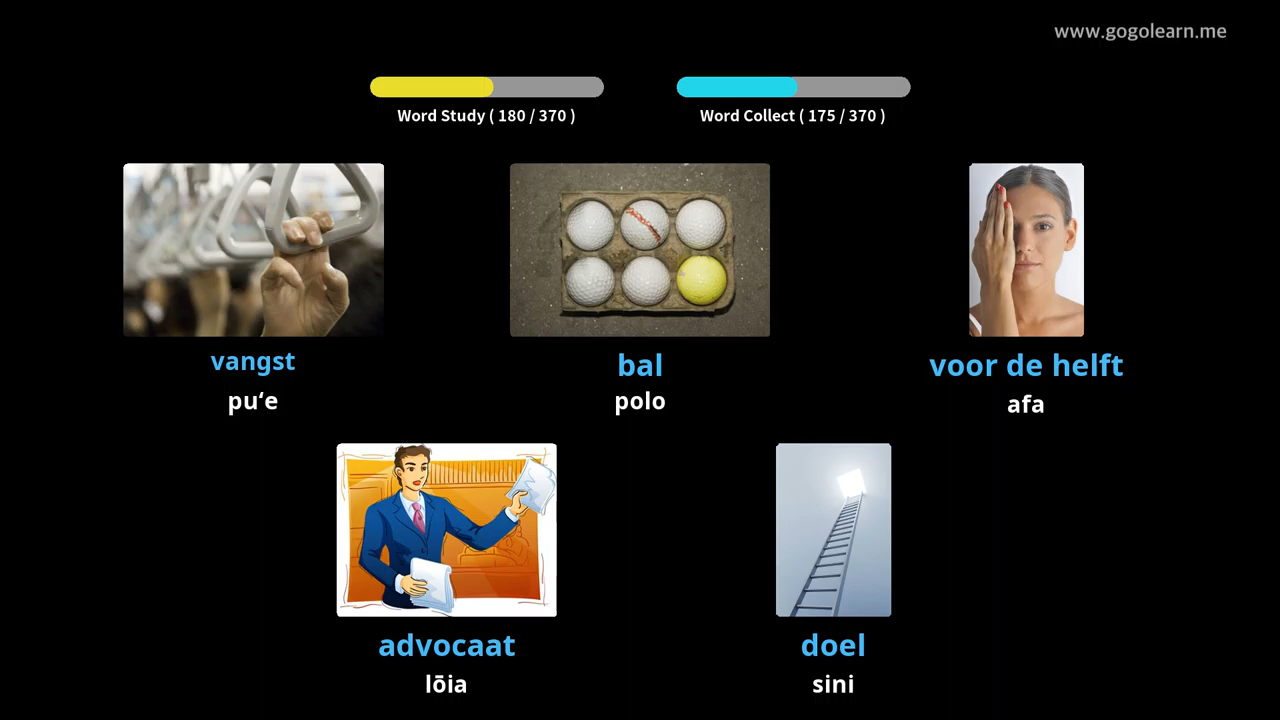 www.gogolearn.me
Word Study ( 180 / 370 )
Word Collect ( 175 / 370 )
vangst
puʻe
bal
polo
voor de helft
afa
advocaat
lōia
doel
sini